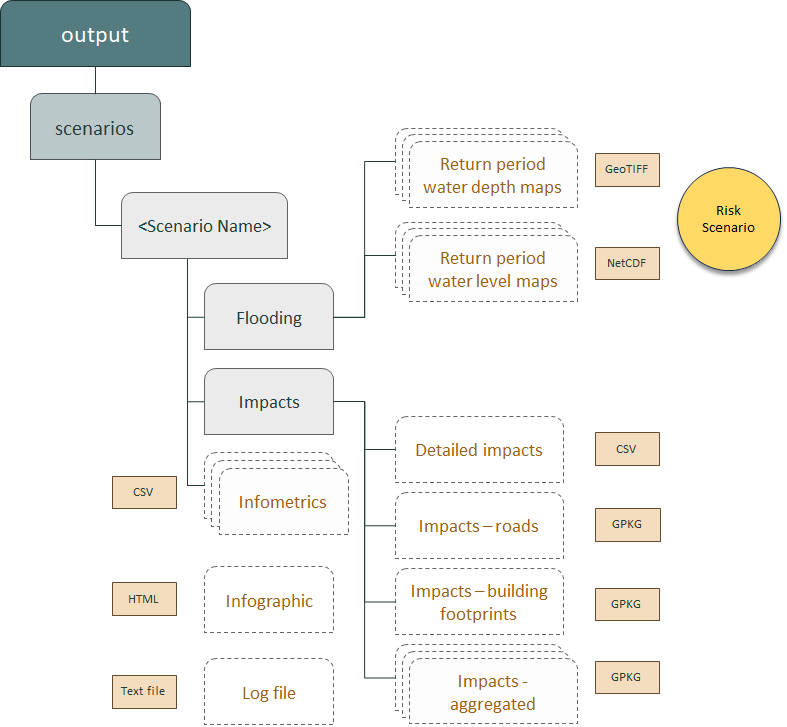 output
scenarios
<Scenario Name>
Flooding
Return period
water depth maps
GeoTIFF
Return period
water level maps
NetCDF
Risk
Scenario
Impacts
Detailed impacts
CSV
Impacts – roads
GPKG
Impacts – building
footprints
GPKG
Impacts -
aggregated
GPKG
CSV
Infometrics
HTML
Infographic
Text file
Log file